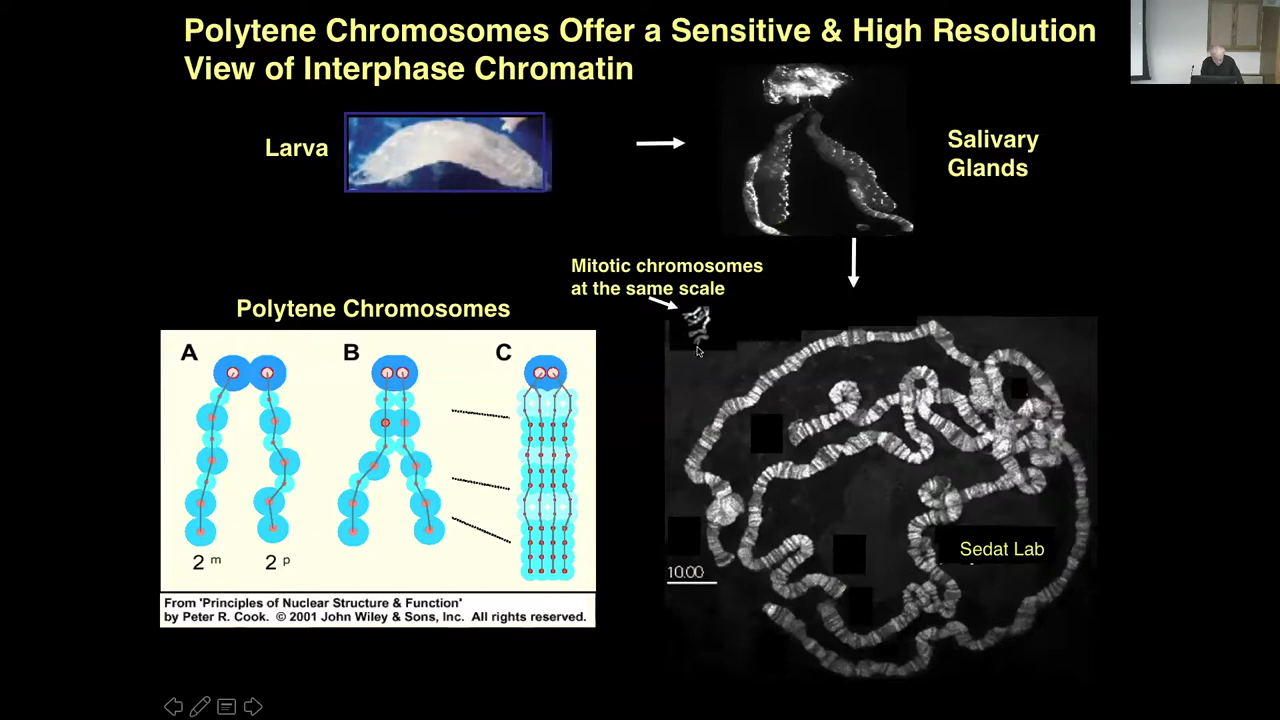 Polytene Chromosomes Offer a Sensitive & High Resolution
View of Interphase Chromatin
Larva
Salivary
Glands
Mitotic chromosomes
at the same scale
Polytene Chromosomes
A B C
2 m 2 p
From 'Principles of Nuclear Structure & Function'
by Peter R. Cook. © 2001 John Wiley & Sons, Inc. All rights reserved.
Sedat Lab
10.00